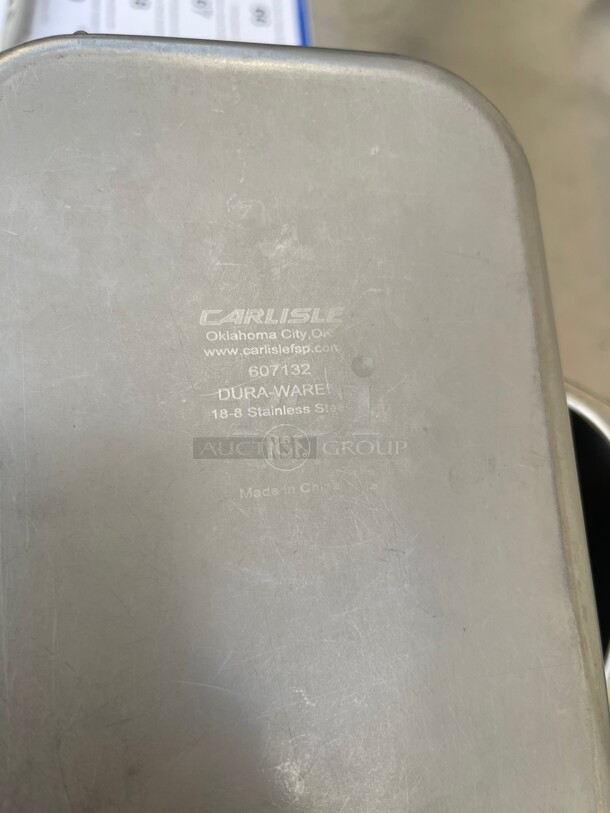 CARLISLE
Oklahoma City, OK
www.carlislefsp.com
607132
DURA-WARE
18-8 Stainless Steel
NSF
AUCTION GROUP
Made in China